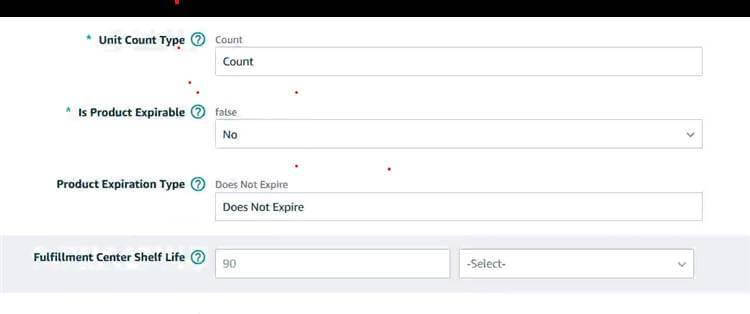 * Unit Count Type ? Count
Count
* Is Product Expirable ? false
No
Product Expiration Type ? Does Not Expire
Does Not Expire
Fulfillment Center Shelf Life ? 90 -Select-